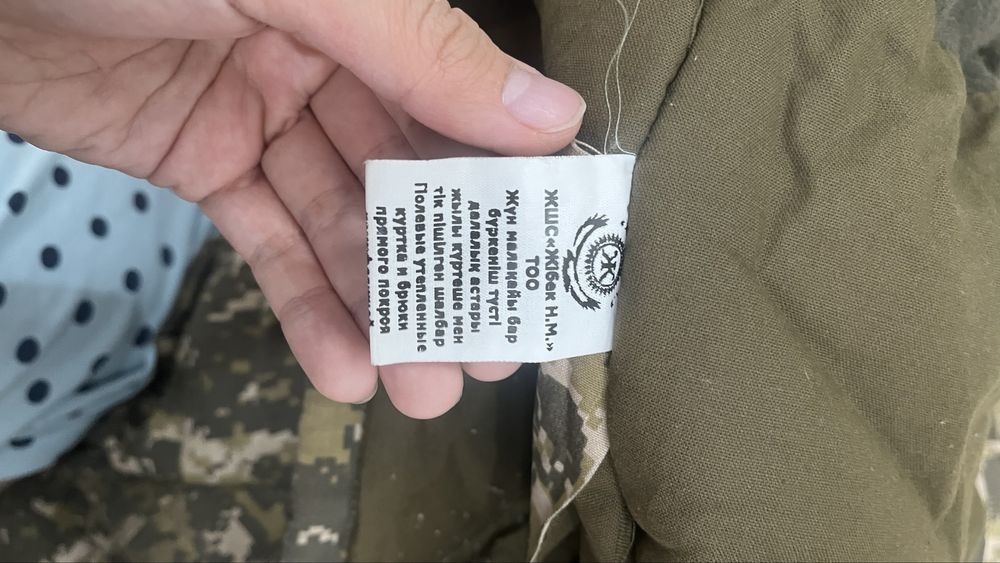 Ж
ЖШС«Жібек Н.М.»
ТОО
Жүн малақайы бар
бүркеніш түсті
далалық астары
жылы күртеше мен
тік пішілген шалбар
Полевые утепленные
куртка и брюки
прямого покроя